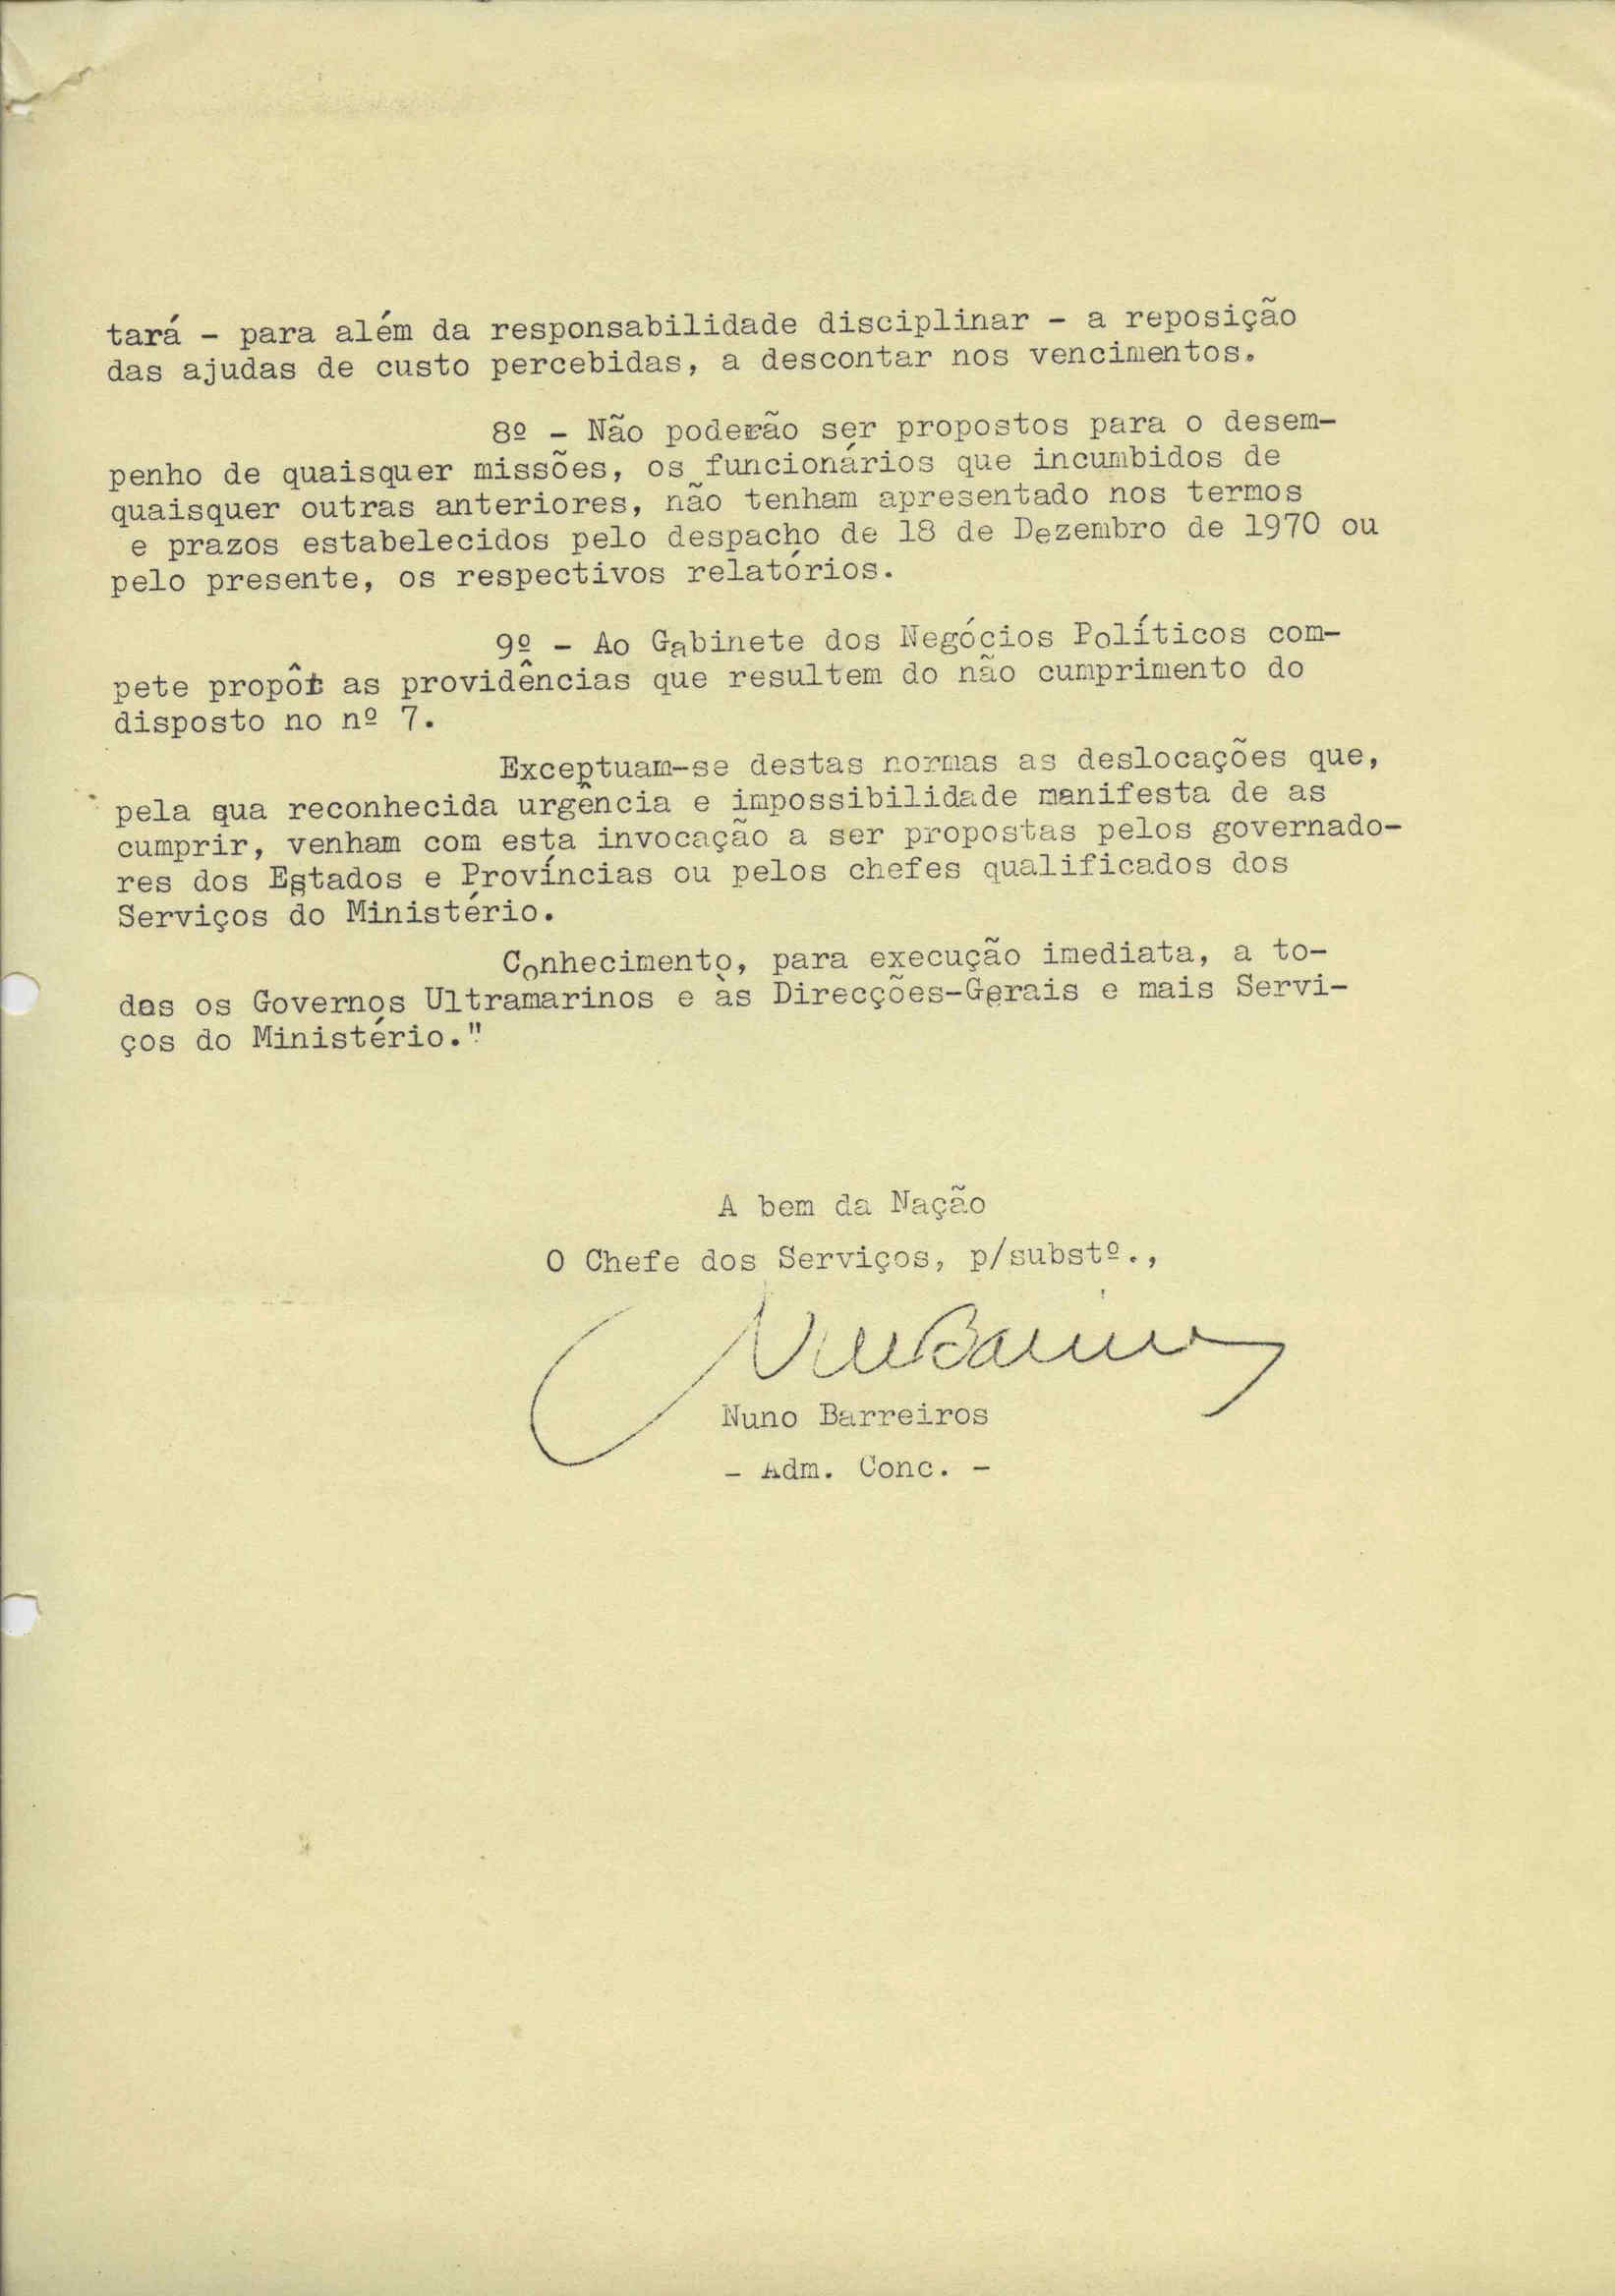 tará - para além da responsabilidade disciplinar - a reposição
das ajudas de custo percebidas, a descontar nos vencimentos.
8º - Não poderão ser propostos para o desem-
penho de quaisquer missões, os funcionários que incumbidos de
quaisquer outras anteriores, não tenham apresentado nos termos
e prazos estabelecidos pelo despacho de 18 de Dezembro de 1970 ou
pelo presente, os respectivos relatórios.
9º - Ao Gabinete dos Negócios Políticos com-
pete propôr as providências que resultem do não cumprimento do
disposto no nº 7.
Exceptuam-se destas normas as deslocações que,
pela qua reconhecida urgência e impossibilidade manifesta de as
cumprir, venham com esta invocação a ser propostas pelos governado-
res dos Estados e Províncias ou pelos chefes qualificados dos
Serviços do Ministério.
Conhecimento, para execução imediata, a to-
dos os Governos Ultramarinos e às Direcções-Gerais e mais Servi-
ços do Ministério."
A bem da Nação
O Chefe dos Serviços, p/substº.,
Nuno Barreiros
Nuno Barreiros
- Adm. Conc. -